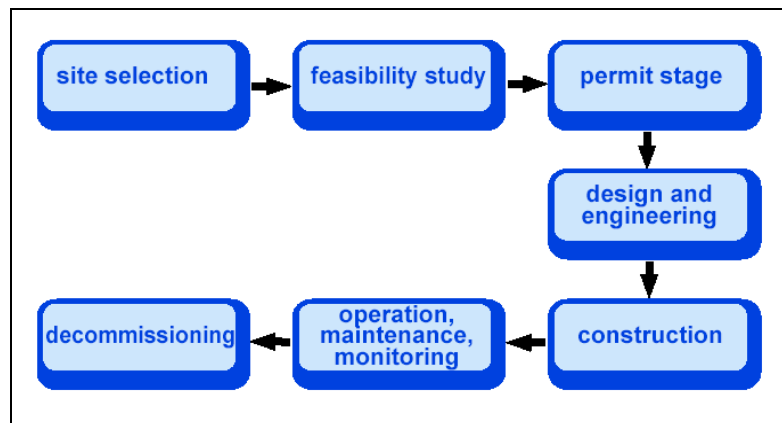 site selection
feasibility study
permit stage
design and
engineering
construction
operation,
maintenance,
monitoring
decommissioning